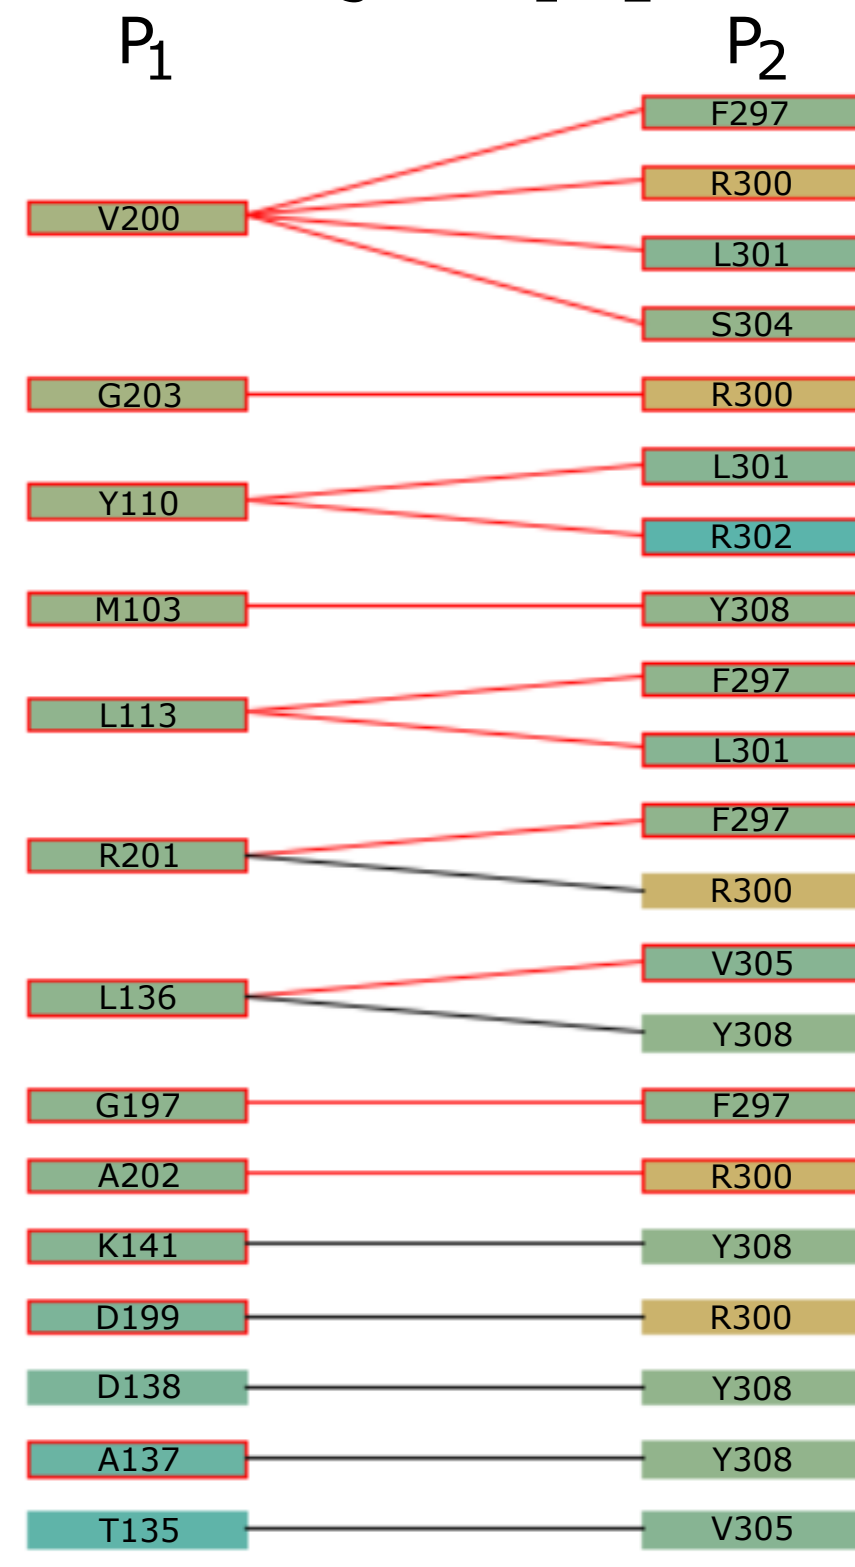 P1 P2
F297
R300
V200
L301
S304
G203 R300
L301
Y110
R302
M103 Y308
F297
L113
L301
F297
R201
R300
V305
L136
Y308
G197 F297
A202 R300
K141 Y308
D199 R300
D138 Y308
A137 Y308
T135 V305